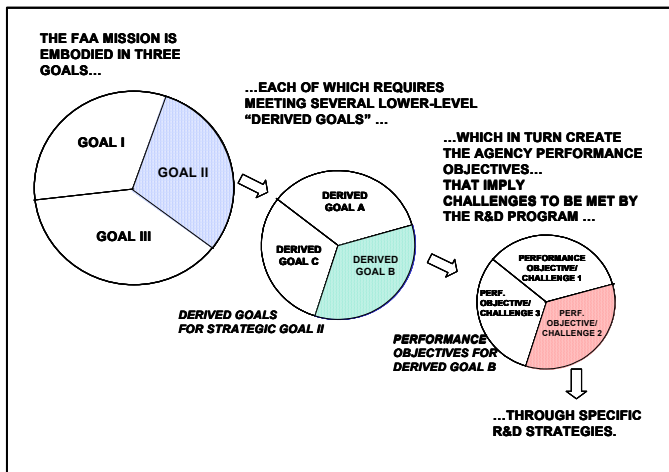 THE FAA MISSION IS
EMBODIED IN THREE
GOALS…
GOAL I
GOAL II
GOAL III
…EACH OF WHICH REQUIRES
MEETING SEVERAL LOWER-LEVEL
“DERIVED GOALS” …
DERIVED
GOAL A
DERIVED
GOAL C
DERIVED
GOAL B
DERIVED GOALS
FOR STRATEGIC GOAL II
…WHICH IN TURN CREATE
THE AGENCY PERFORMANCE
OBJECTIVES…
THAT IMPLY
CHALLENGES TO BE MET BY
THE R&D PROGRAM …
PERFORMANCE
OBJECTIVE/
CHALLENGE 1
PERF.
OBJECTIVE/
CHALLENGE 3
PERF.
OBJECTIVE/
CHALLENGE 2
PERFORMANCE
OBJECTIVES FOR
DERIVED GOAL B
…THROUGH SPECIFIC
R&D STRATEGIES.